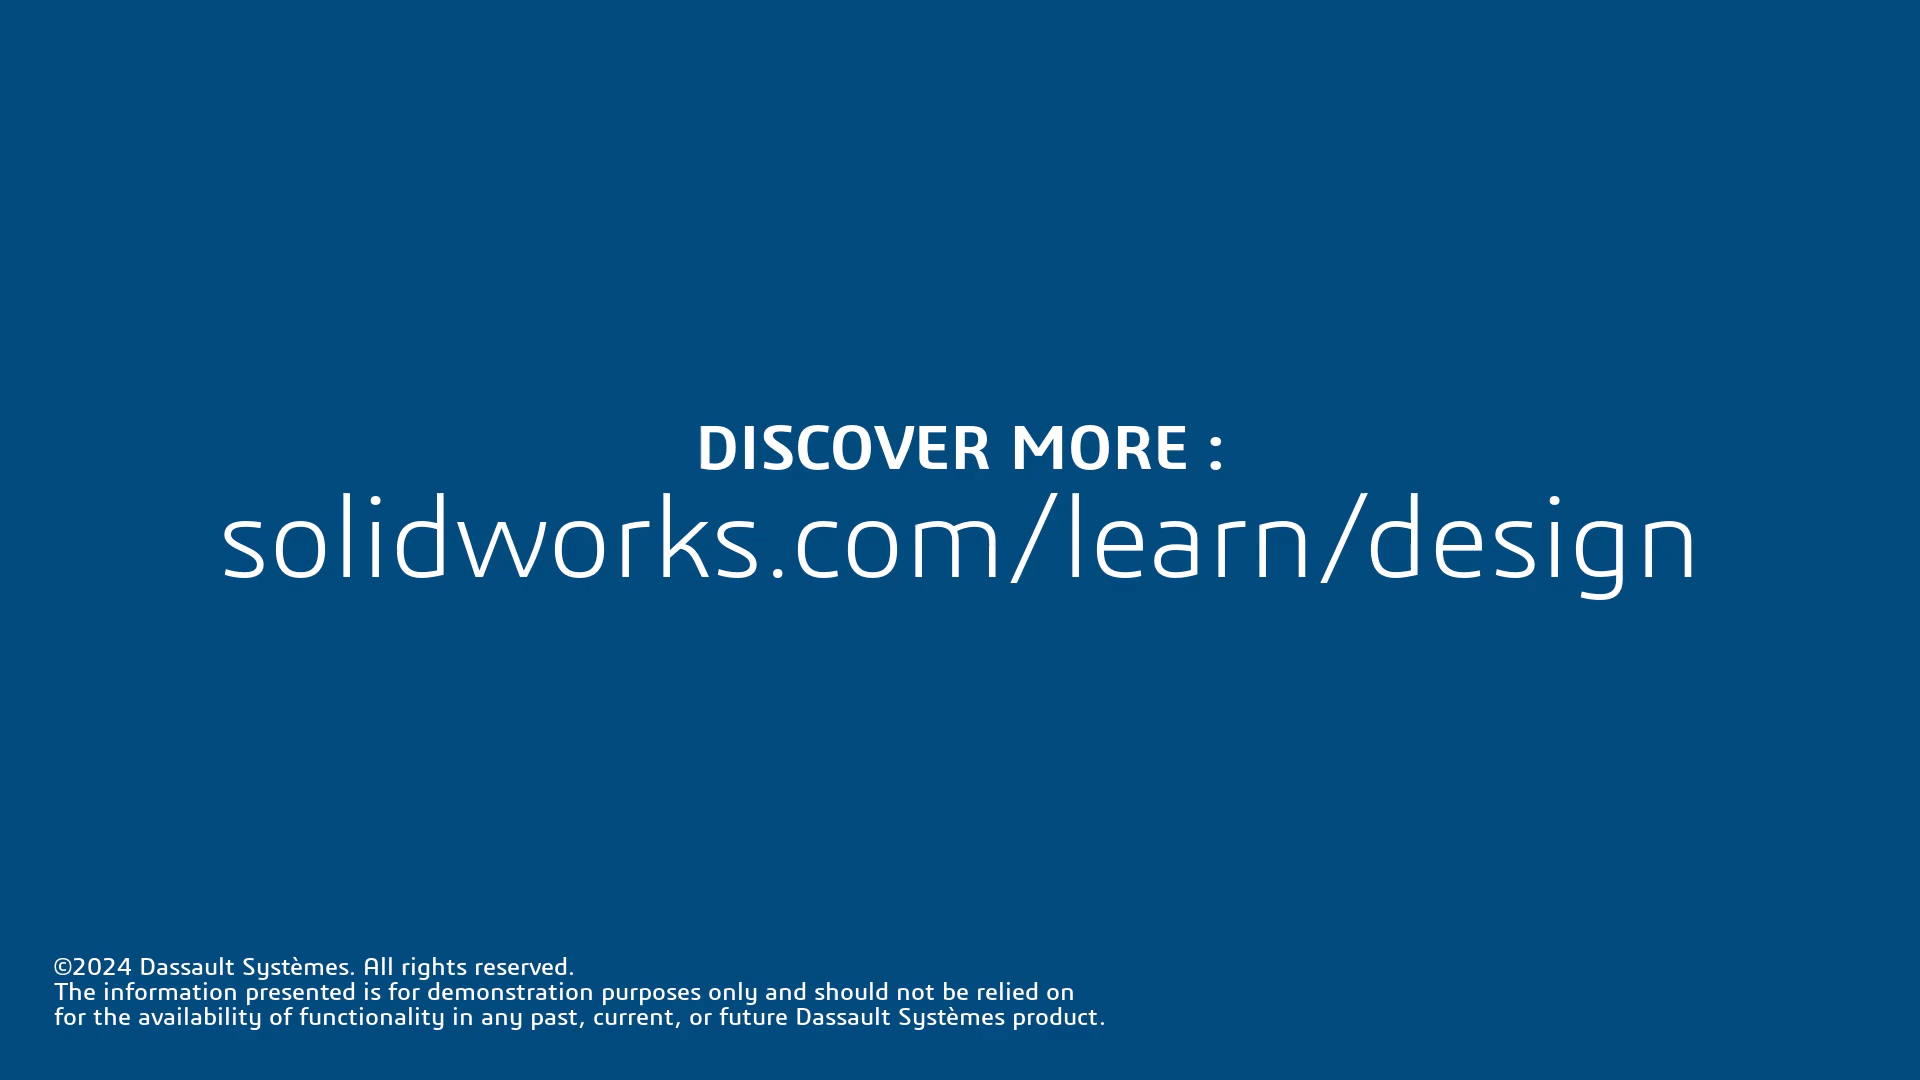 DISCOVER MORE :
solidworks.com/learn/design
©2024 Dassault Systèmes. All rights reserved.
The information presented is for demonstration purposes only and should not be relied on
for the availability of functionality in any past, current, or future Dassault Systèmes product.